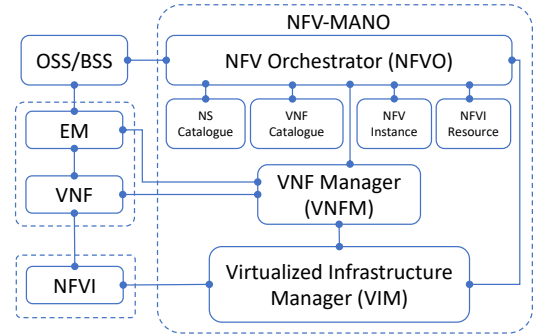 NFV-MANO
OSS/BSS
NFV Orchestrator (NFVO)
NS
Catalogue
VNF
Catalogue
NFV
Instance
NFVI
Resource
EM
VNF
VNF Manager
(VNFM)
NFVI
Virtualized Infrastructure
Manager (VIM)